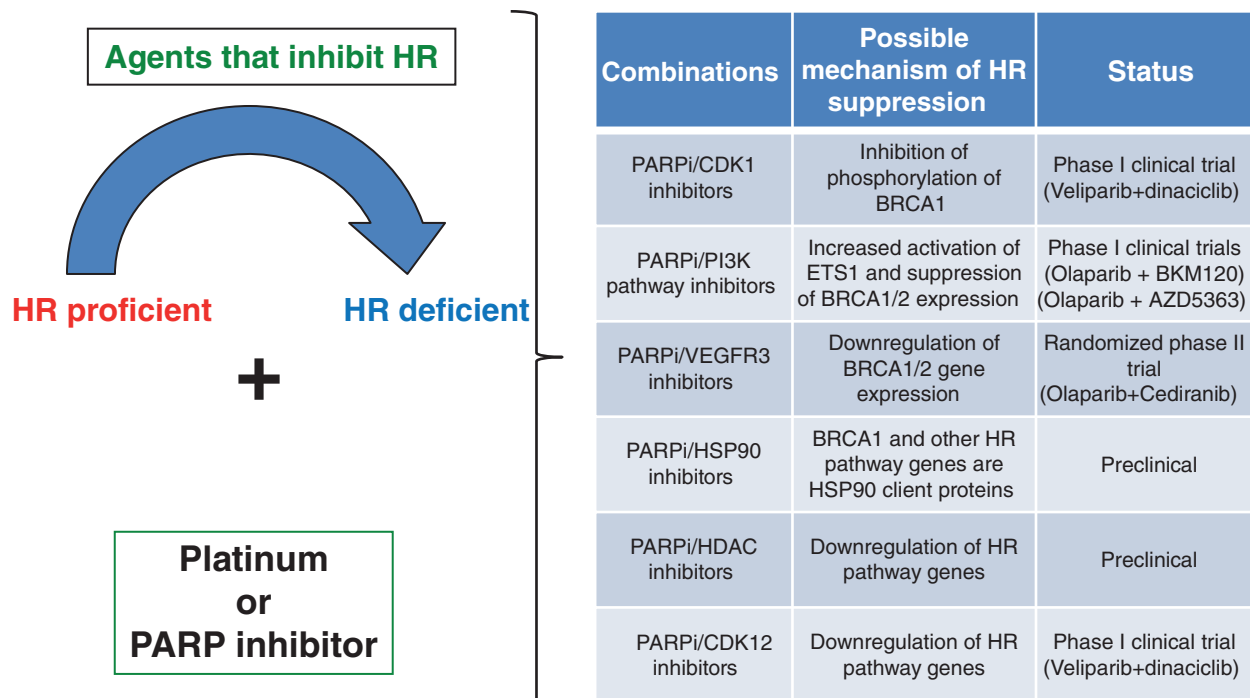 Agents that inhibit HR
HR proficient
HR deficient
+
Platinum
or
PARP inhibitor
Combinations
Possible
mechanism of HR
suppression
Status
PARPi/CDK1
inhibitors
Inhibition of
phosphorylation of
BRCA1
Phase I clinical trial
(Veliparib+dinaciclib)
PARPi/PI3K
pathway inhibitors
Increased activation of
ETS1 and suppression
of BRCA1/2 expression
Phase I clinical trials
(Olaparib + BKM120)
(Olaparib + AZD5363)
PARPi/VEGFR3
inhibitors
Downregulation of
BRCA1/2 gene
expression
Randomized phase II
trial
(Olaparib+Cediranib)
PARPi/HSP90
inhibitors
BRCA1 and other HR
pathway genes are
HSP90 client proteins
Preclinical
PARPi/HDAC
inhibitors
Downregulation of HR
pathway genes
Preclinical
PARPi/CDK12
inhibitors
Downregulation of HR
pathway genes
Phase I clinical trial
(Veliparib+dinaciclib)